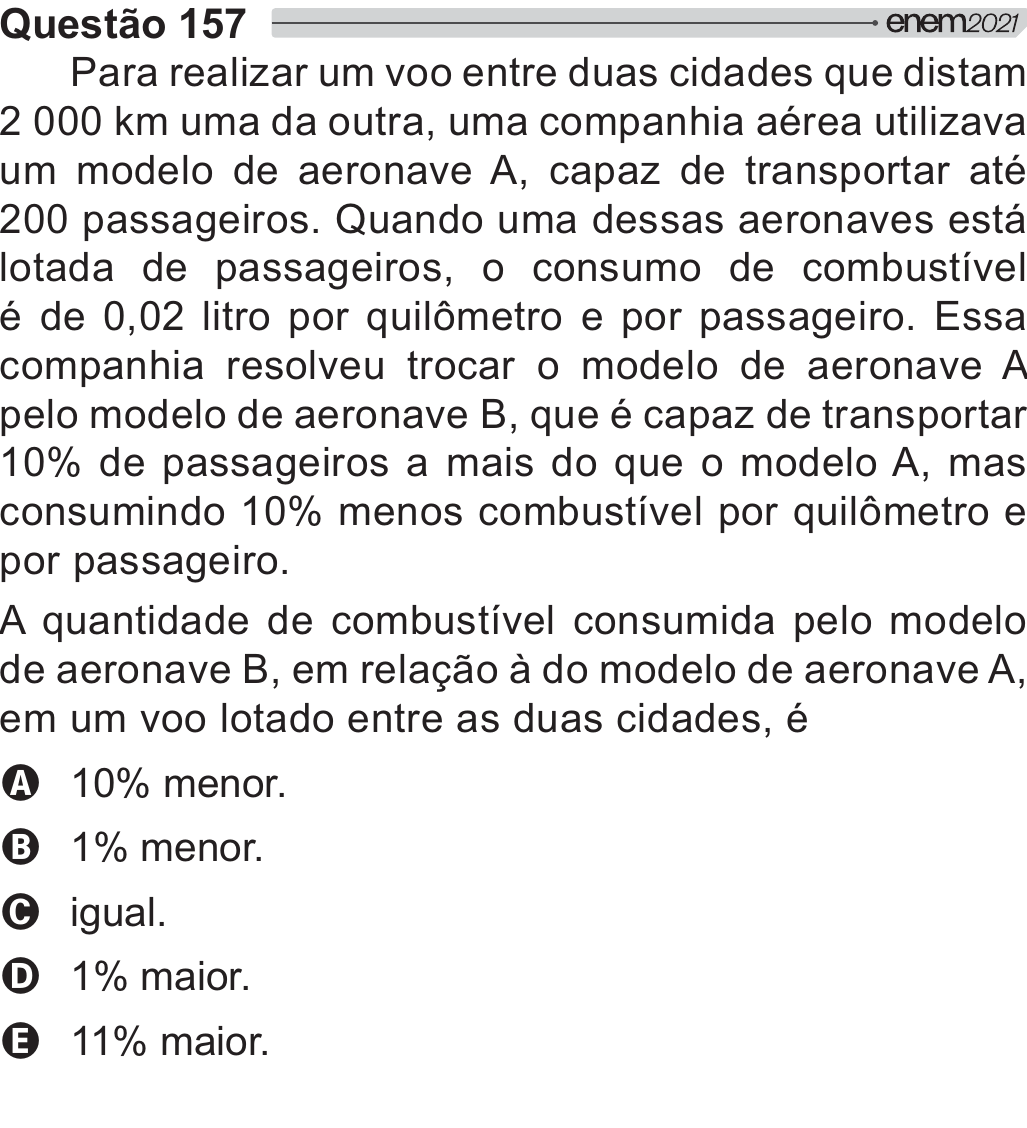 Questão 157 enem2021
Para realizar um voo entre duas cidades que distam
2 000 km uma da outra, uma companhia aérea utilizava
um modelo de aeronave A, capaz de transportar até
200 passageiros. Quando uma dessas aeronaves está
lotada de passageiros, o consumo de combustível
é de 0,02 litro por quilômetro e por passageiro. Essa
companhia resolveu trocar o modelo de aeronave A
pelo modelo de aeronave B, que é capaz de transportar
10% de passageiros a mais do que o modelo A, mas
consumindo 10% menos combustível por quilômetro e
por passageiro.
A quantidade de combustível consumida pelo modelo
de aeronave B, em relação à do modelo de aeronave A,
em um voo lotado entre as duas cidades, é
A 10% menor.
B 1% menor.
C igual.
D 1% maior.
E 11% maior.